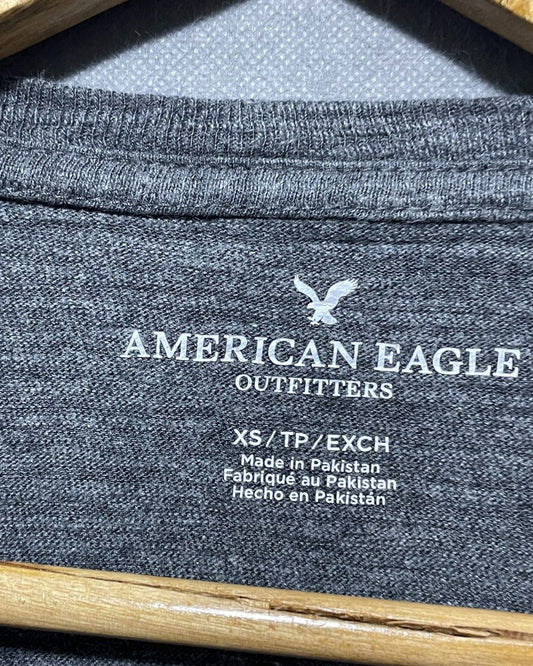 AMERICAN EAGLE
OUTFITTERS
XS/TP/EXCH
Made in Pakistan
Fabriqué au Pakistan
Hecho en Pakistán